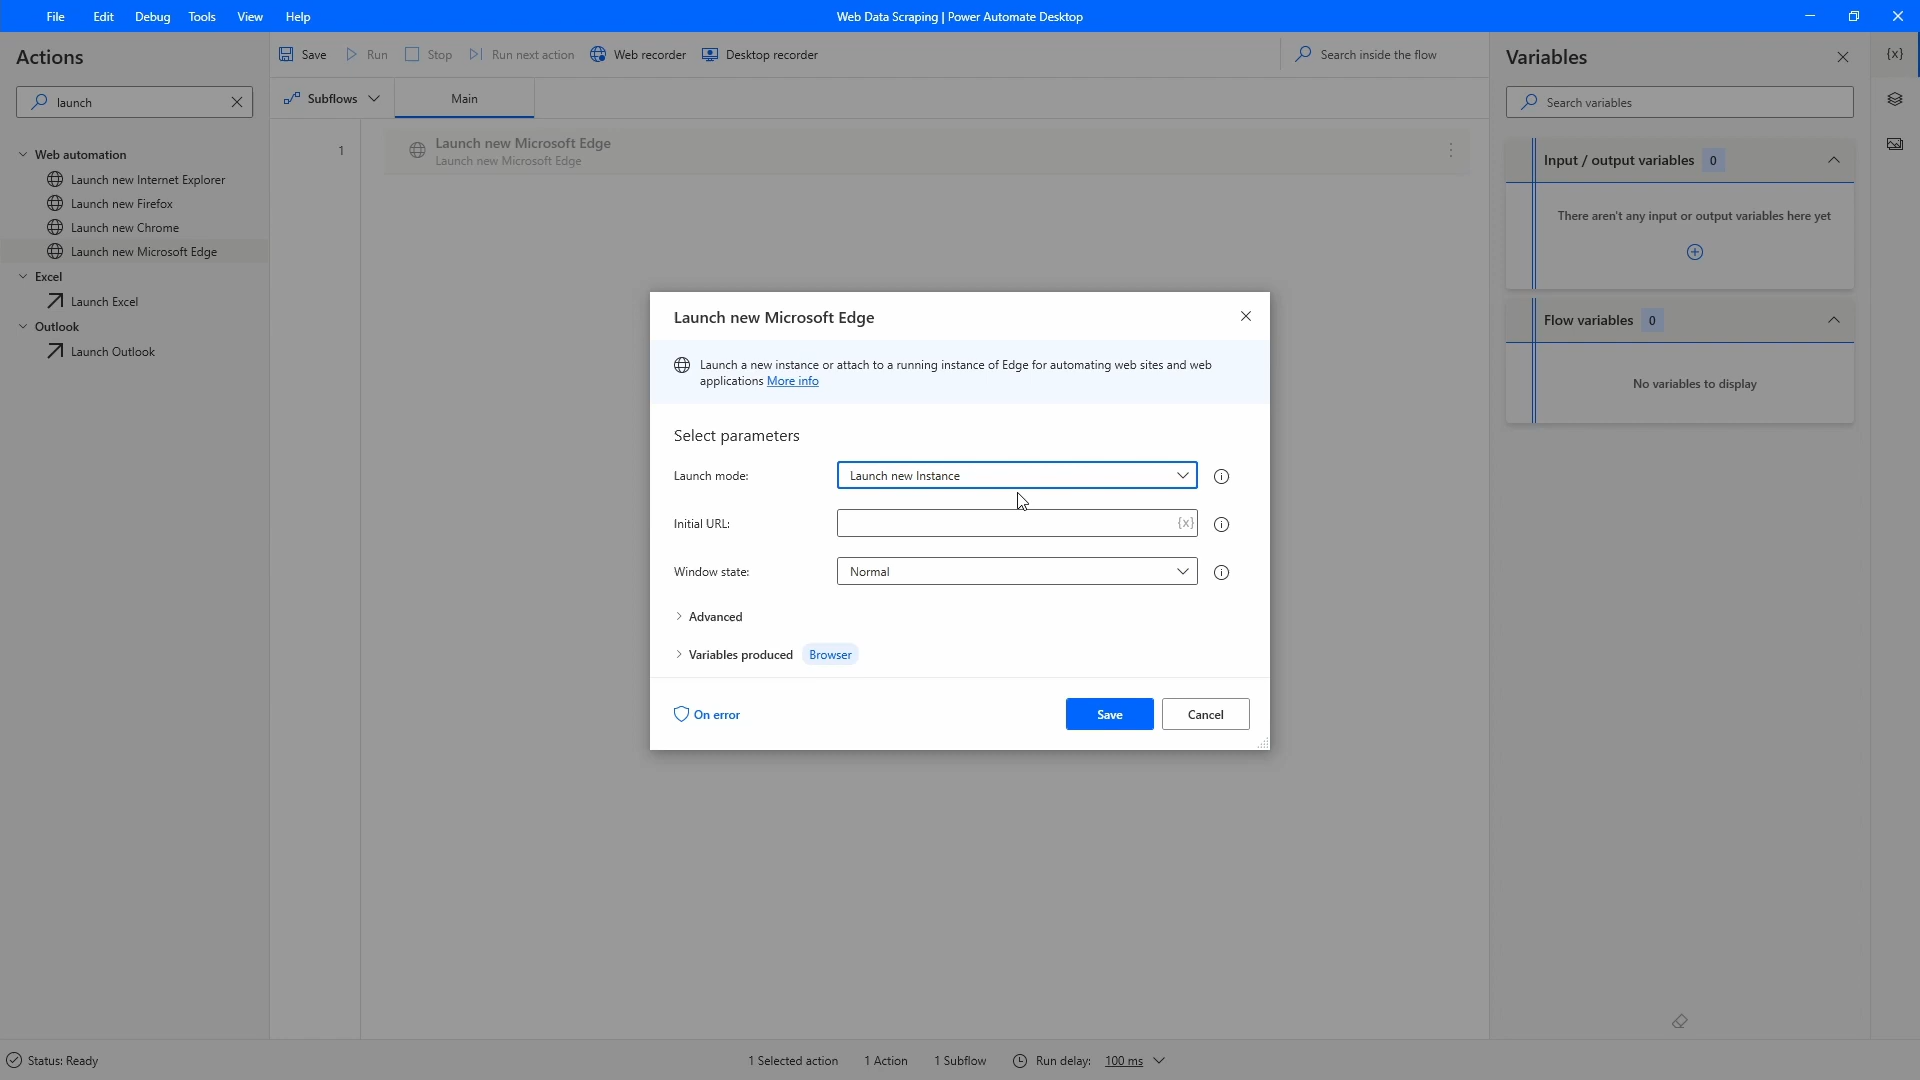 File Edit Debug Tools View Help
Web Data Scraping | Power Automate Desktop
Actions
launch
Web automation
Launch new Internet Explorer
Launch new Firefox
Launch new Chrome
Launch new Microsoft Edge
Excel
Launch Excel
Outlook
Launch Outlook
Save Run Stop Run next action Web recorder Desktop recorder
Search inside the flow
Subflows Main
1
Launch new Microsoft Edge
Launch new Microsoft Edge
Launch new Microsoft Edge
Launch a new instance or attach to a running instance of Edge for automating web sites and web
applications More info
Select parameters
Launch mode: Launch new Instance
Initial URL: {x}
Window state: Normal
Advanced
Variables produced Browser
On error Save Cancel
Variables
{x}
Search variables
Input / output variables 0
There aren't any input or output variables here yet
Flow variables 0
No variables to display
Status: Ready 1 Selected action 1 Action 1 Subflow Run delay: 100 ms